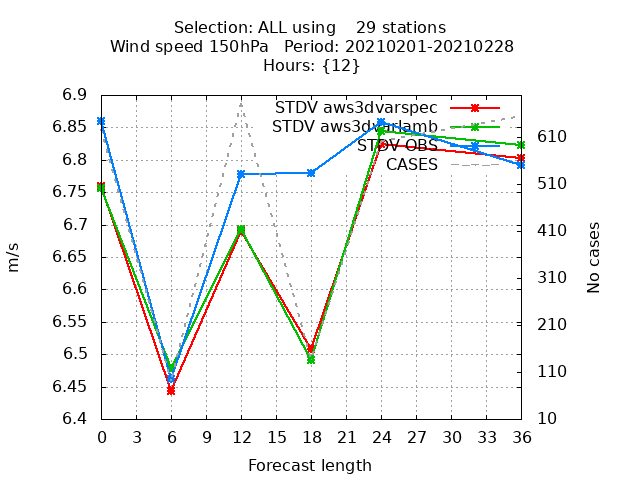 Selection: ALL using    29 stations
Wind speed 150hPa   Period: 20210201-20210228
Hours: {12}
STDV aws3dvarspec
STDV aws3dvarlamb
STDV OBS
CASES
6.9
6.85
6.8
6.75
6.7
6.65
6.6
6.55
6.5
6.45
6.4
m/s
610
510
410
310
210
110
10
No cases
0 3 6 9 12 15 18 21 24 27 30 33 36
Forecast length